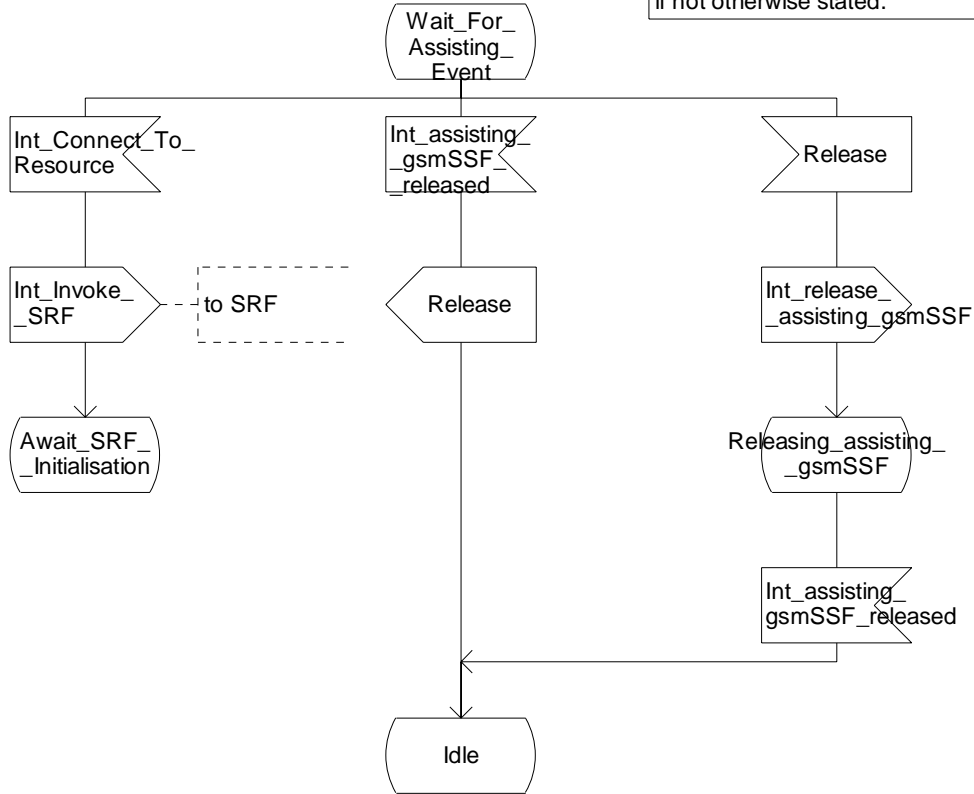 if not otherwise stated.
Wait_For_
Assisting_
Event
Int_Connect_To_
Resource
Int_assisting_
_gsmSSF_
_released
Release
Int_Invoke_
_SRF
to SRF
Release
Int_release_
_assisting_gsmSSF
Await_SRF_
_Initialisation
Releasing_assisting_
_gsmSSF
Int_assisting_
gsmSSF_released
Idle